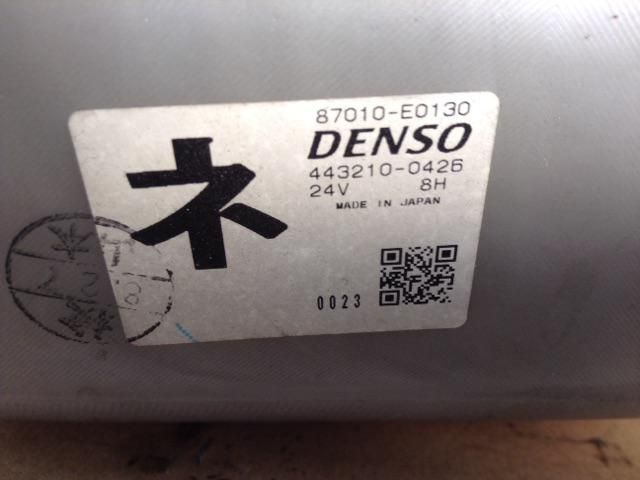 87010-E0130
DENSO
443210-0426
24V 8H
MADE IN JAPAN
ネ
0023